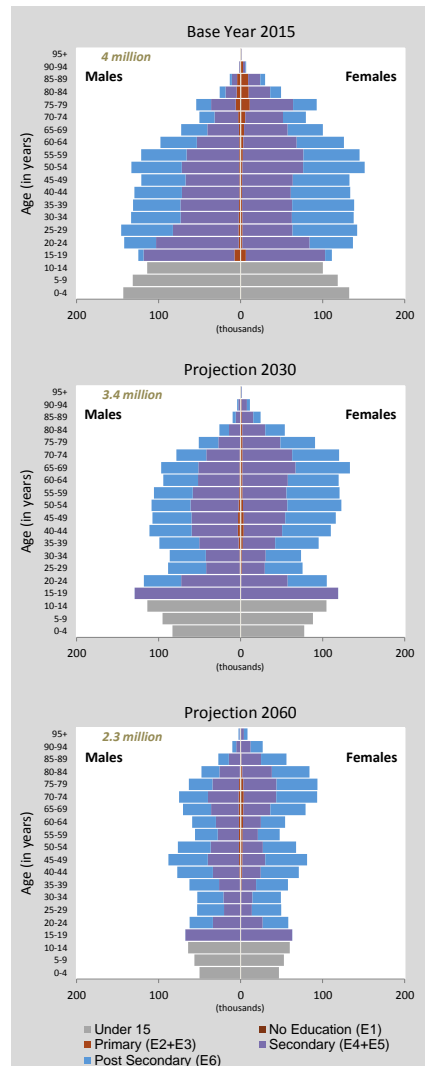 Base Year 2015
4 million
Males
Females
Age (in years)
95+
90-94
85-89
80-84
75-79
70-74
65-69
60-64
55-59
50-54
45-49
40-44
35-39
30-34
25-29
20-24
15-19
10-14
5-9
0-4
200 100 0 100 200
(thousands)
Projection 2030
3.4 million
Males
Females
Age (in years)
95+
90-94
85-89
80-84
75-79
70-74
65-69
60-64
55-59
50-54
45-49
40-44
35-39
30-34
25-29
20-24
15-19
10-14
5-9
0-4
200 100 0 100 200
(thousands)
Projection 2060
2.3 million
Males
Females
Age (in years)
95+
90-94
85-89
80-84
75-79
70-74
65-69
60-64
55-59
50-54
45-49
40-44
35-39
30-34
25-29
20-24
15-19
10-14
5-9
0-4
200 100 0 100 200
(thousands)
Under 15 No Education (E1)
Primary (E2+E3) Secondary (E4+E5)
Post Secondary (E6)